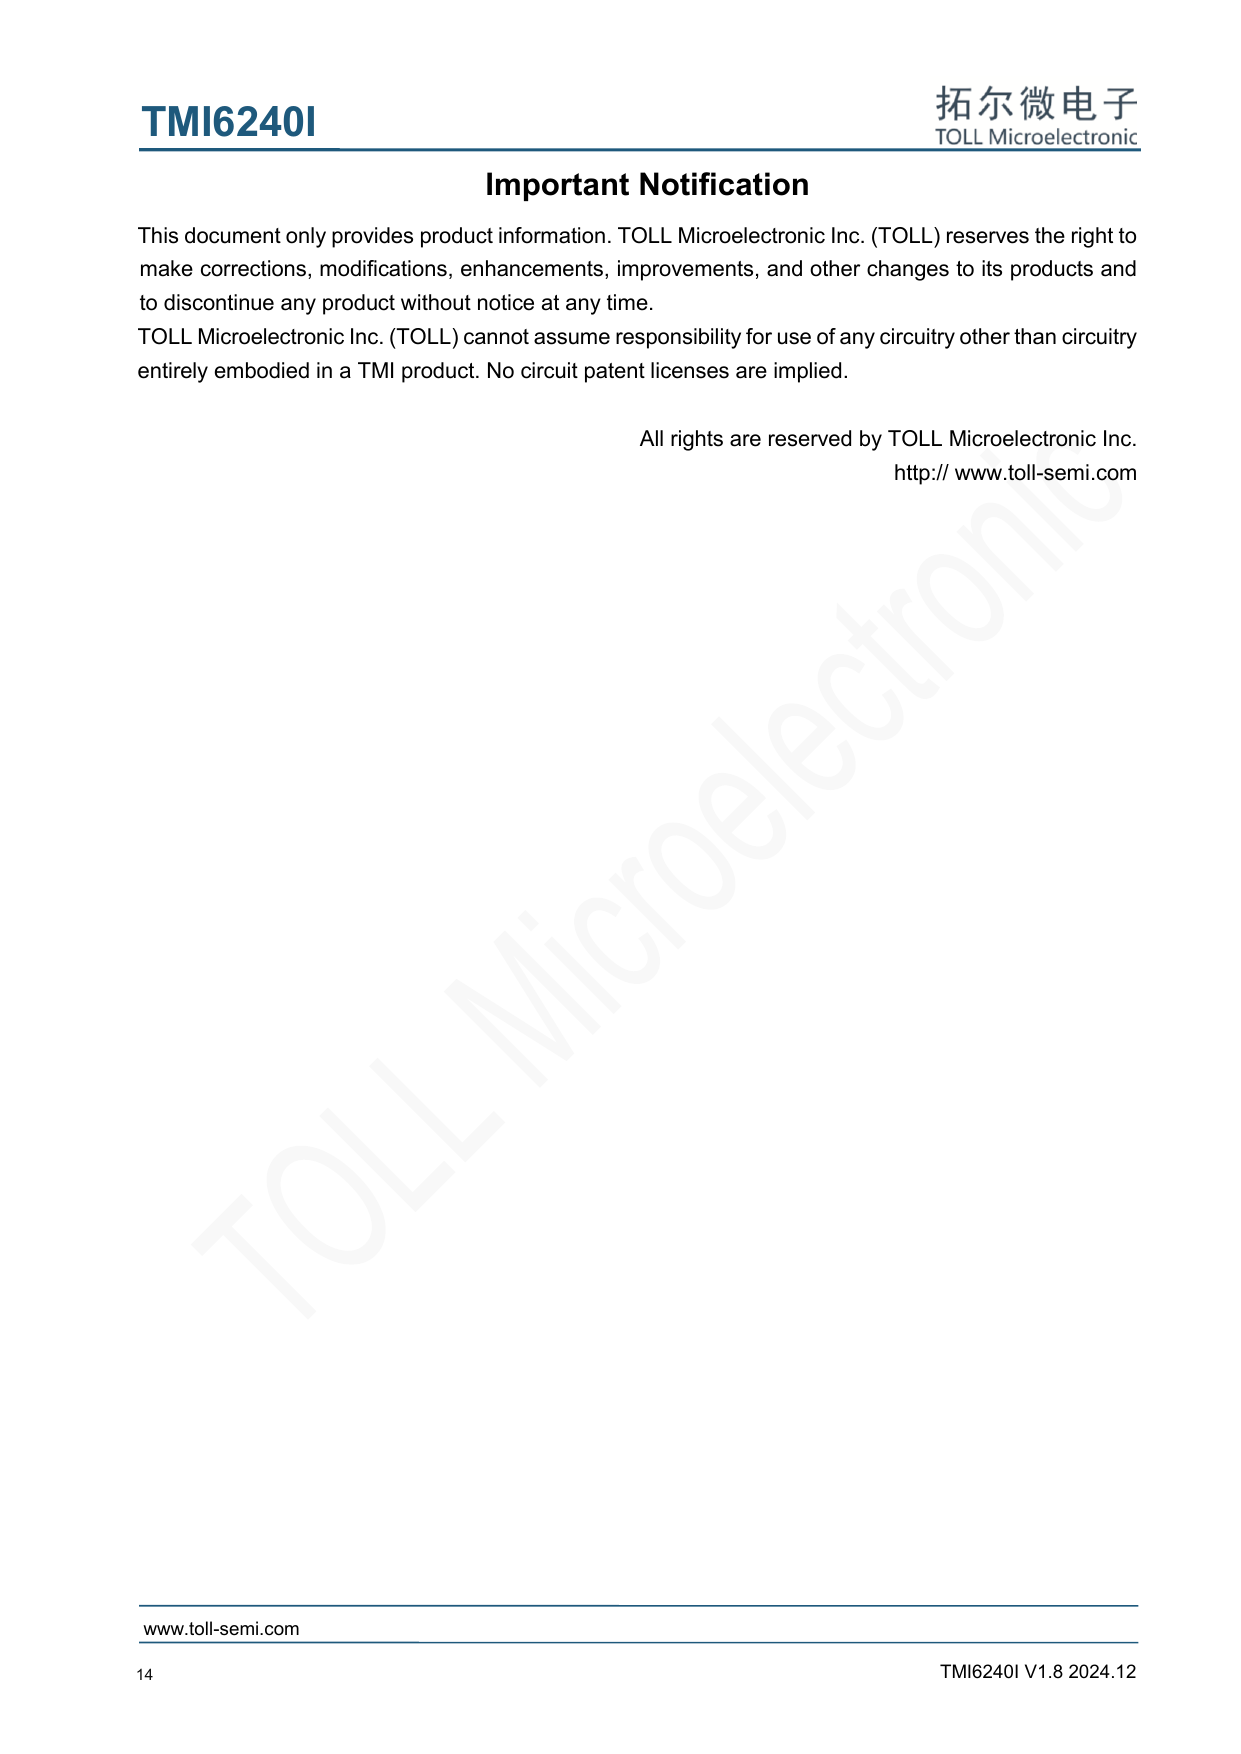 TMI6240I
拓尔微电子
TOLL Microelectronic
Important Notification
This document only provides product information. TOLL Microelectronic Inc. (TOLL) reserves the right to
make corrections, modifications, enhancements, improvements, and other changes to its products and
to discontinue any product without notice at any time.
TOLL Microelectronic Inc. (TOLL) cannot assume responsibility for use of any circuitry other than circuitry
entirely embodied in a TMI product. No circuit patent licenses are implied.
All rights are reserved by TOLL Microelectronic Inc.
http:// www.toll-semi.com
TOLL Microelectronic
www.toll-semi.com
14
TMI6240I V1.8 2024.12